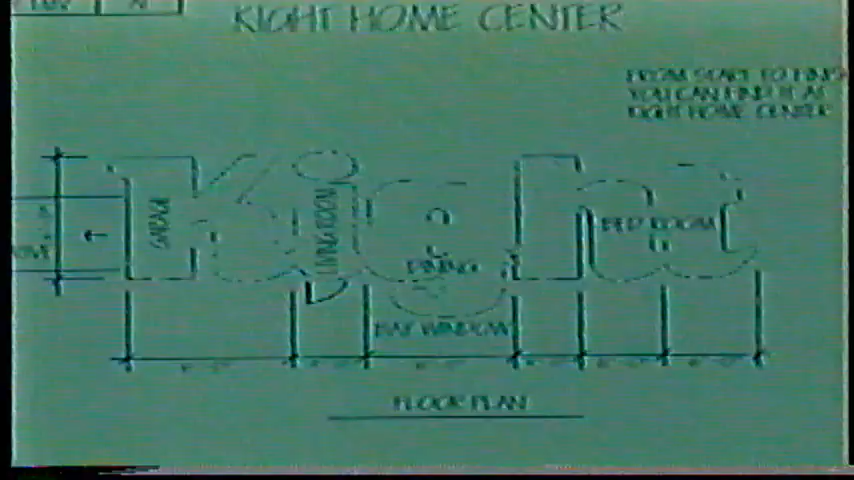 KIGHT HOME CENTER
FROM START TO FINISH
YOU CAN FIND IT AT
KIGHT HOME CENTER
Kight
GARAGE
LIVING ROOM
DINING
BED ROOM
BAY WINDOW
FLOOR PLAN